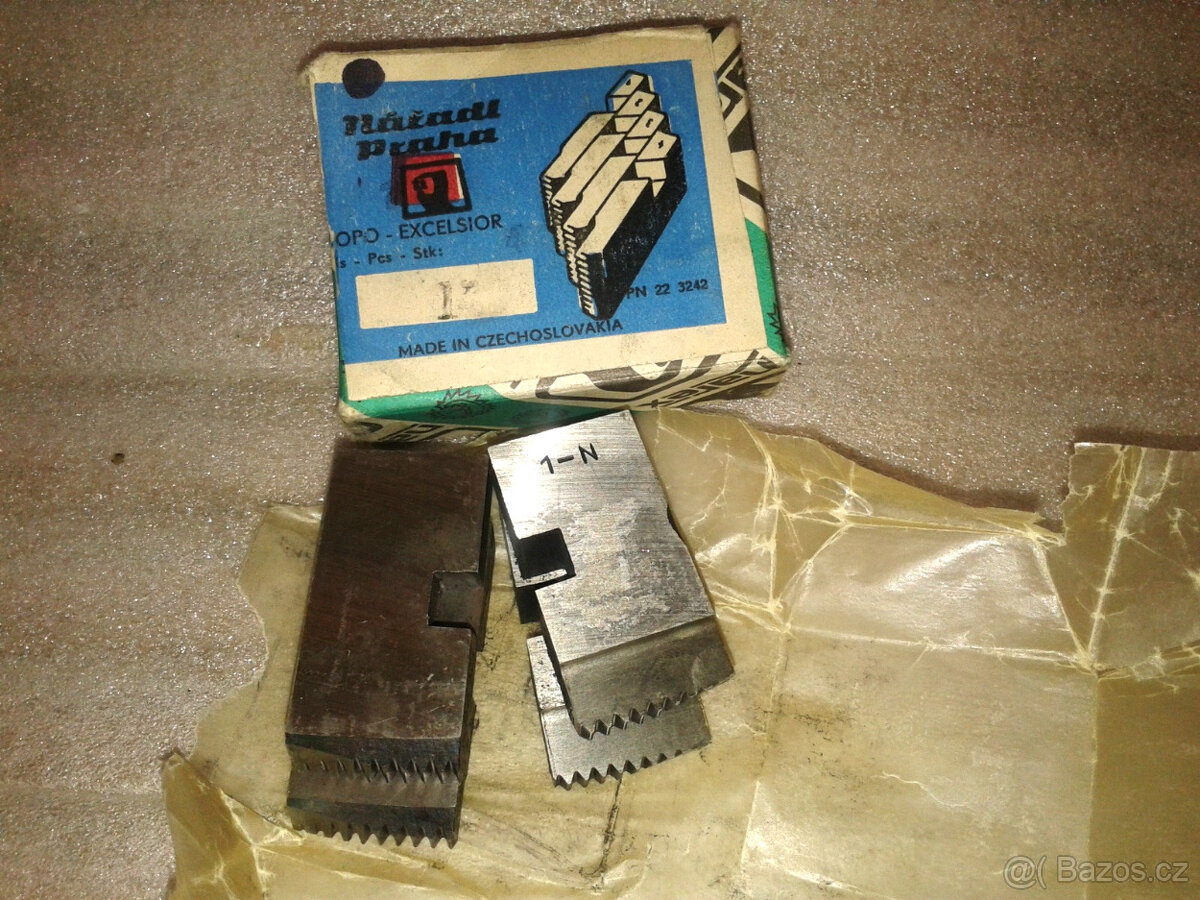 Nářadí
Praha
OPO - EXCELSIOR
s - Pcs - Stk:
1"
PN 22 3242
MADE IN CZECHOSLOVAKIA
1-N
@( Bazos.cz